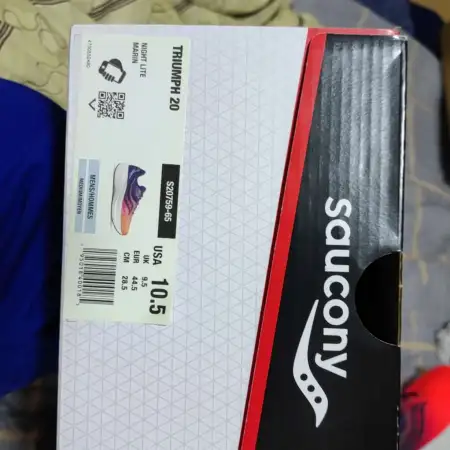 TRIUMPH 20
NIGHT LITE
MARIN
S20759-65
MENS/HOMMES
USA 10.5
UK 9.5
EUR 44.5
CM 28.5
saucony